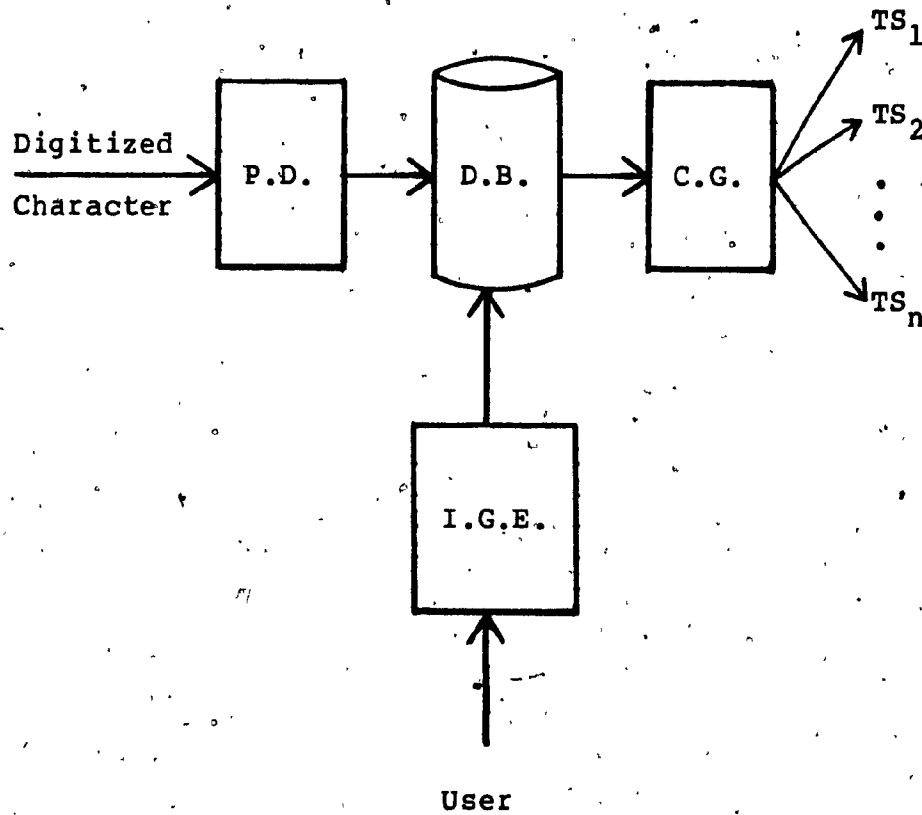 TS1
TS2
Digitized
P.D.
D.B.
C.G.
Character
TSn
I.G.E.
User